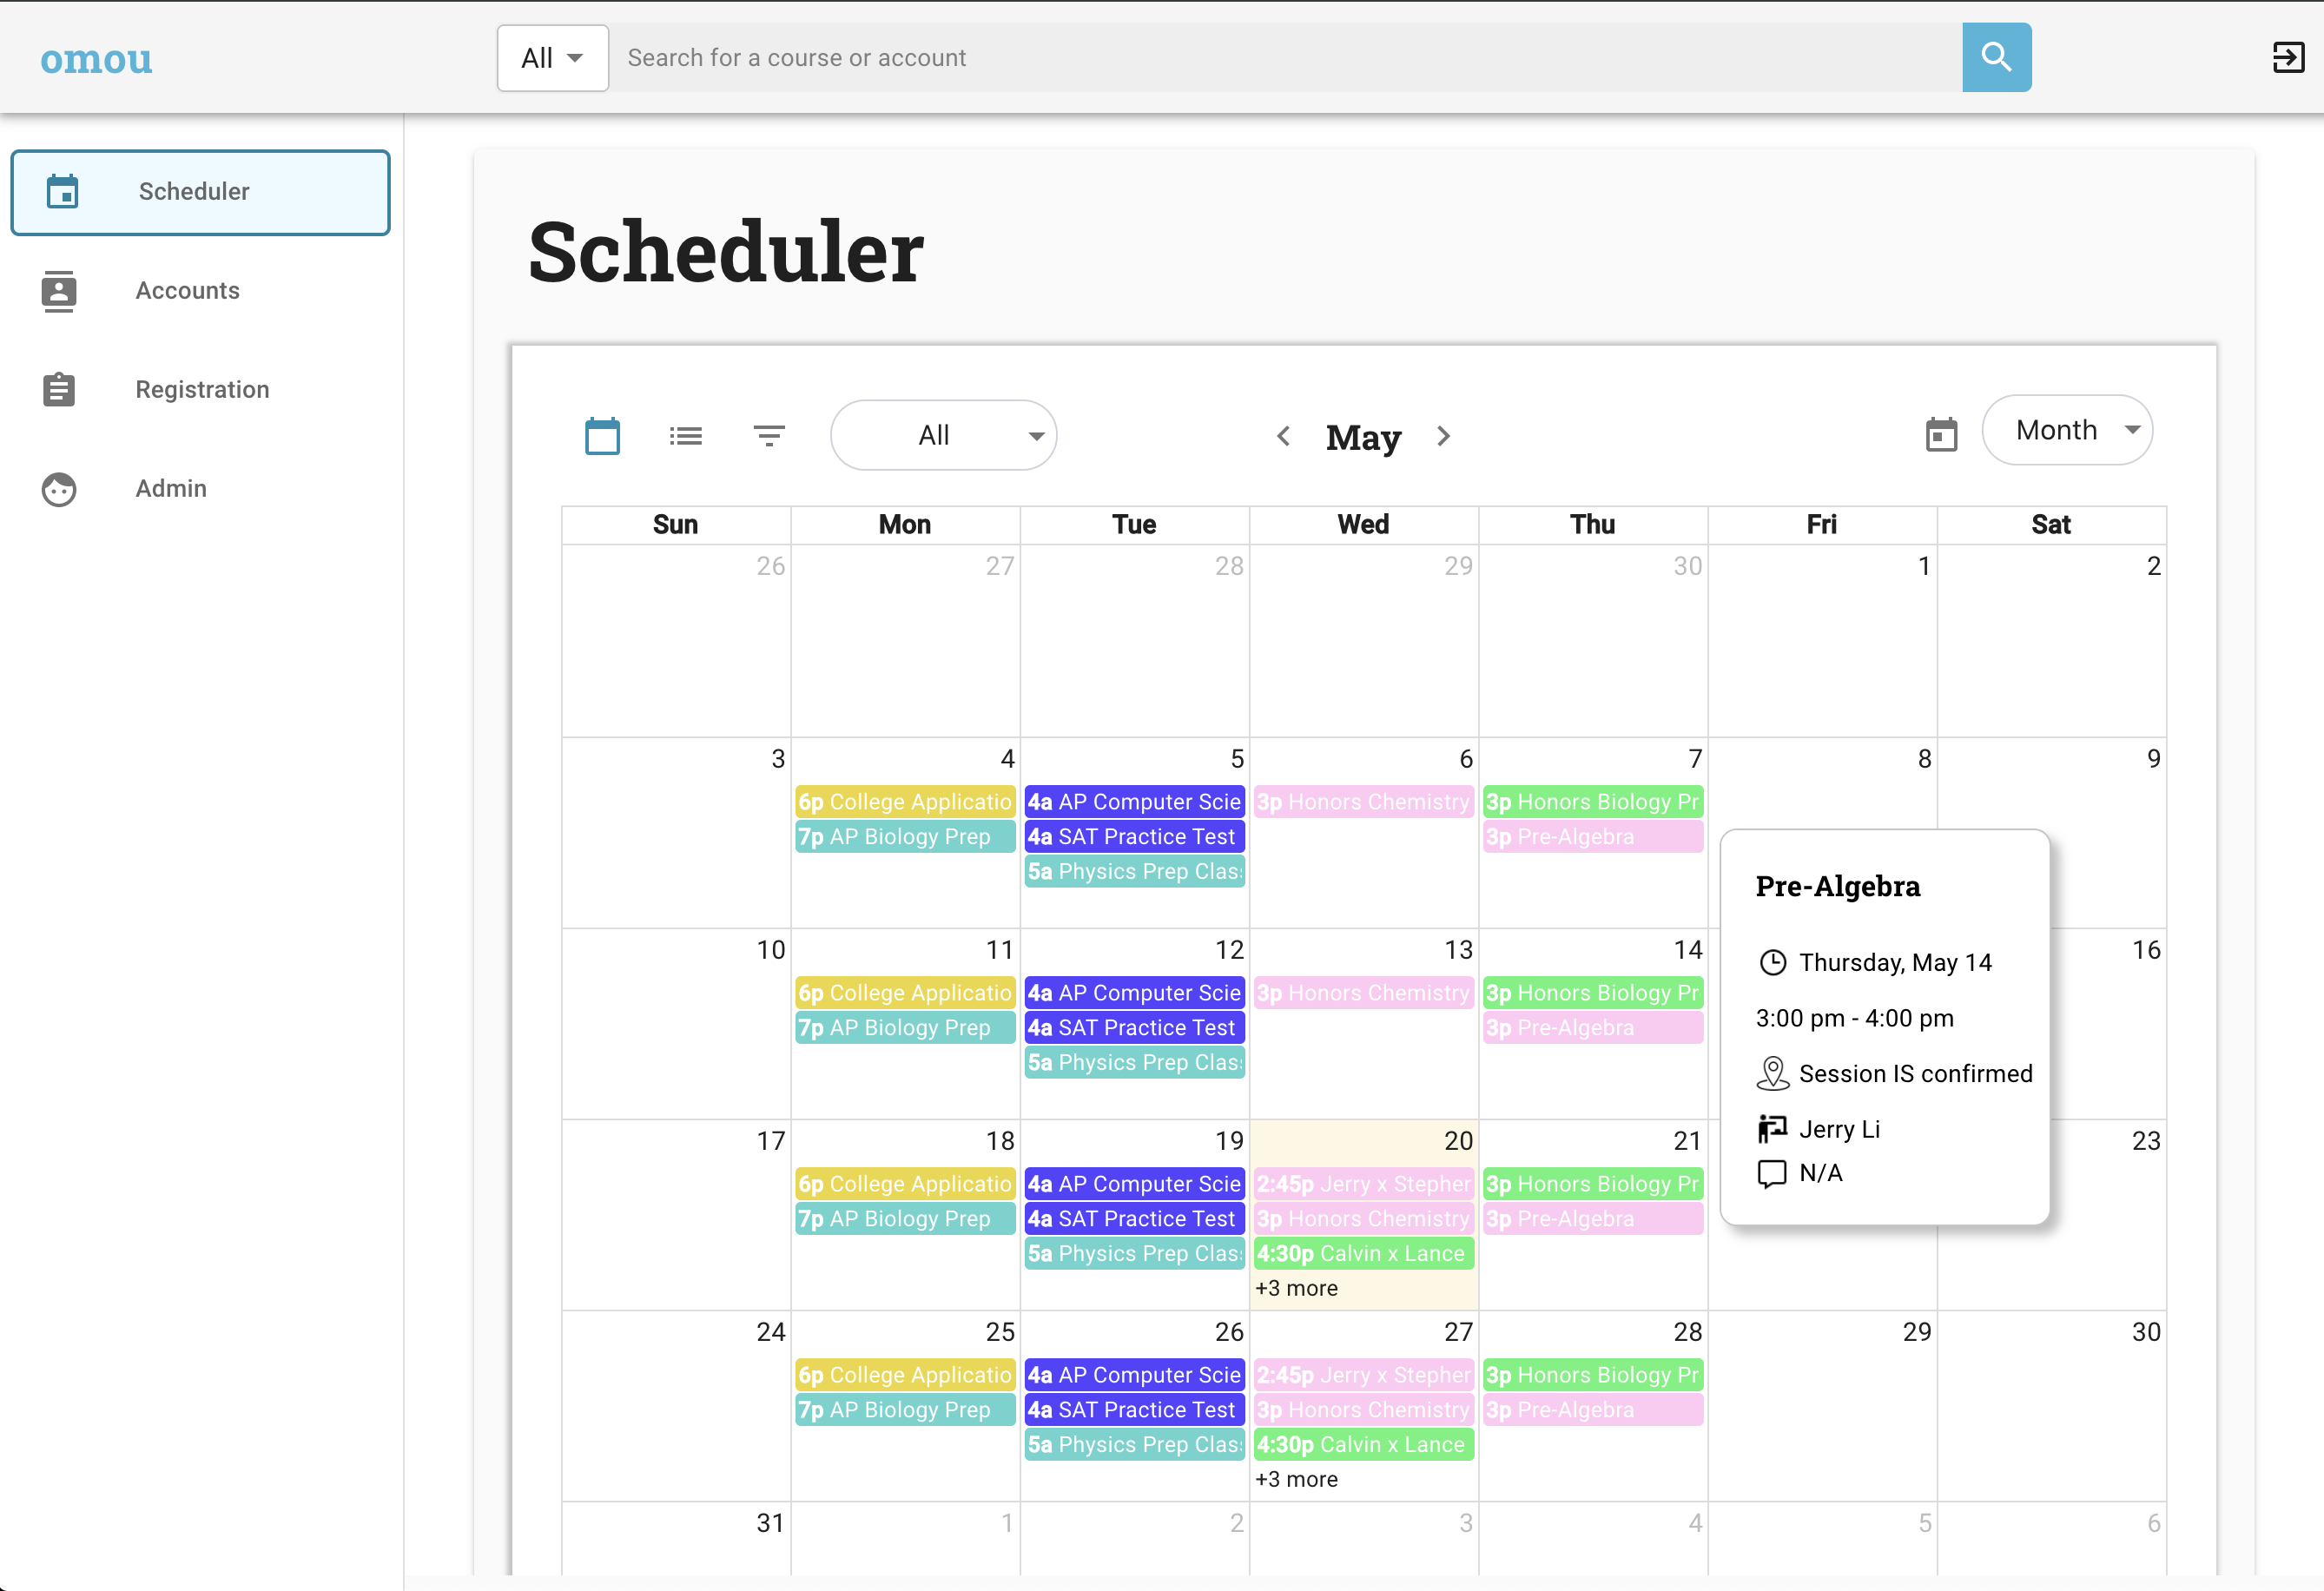 omou
All
Search for a course or account
Scheduler
Accounts
Registration
Admin
Scheduler
All
May
Month
Sun Mon Tue Wed Thu Fri Sat
26 27 28 29 30 1 2
3 4 5 6 7 8 9
6p College Applicatio 4a AP Computer Scie 3p Honors Chemistry 3p Honors Biology Pr
7p AP Biology Prep 4a SAT Practice Test 3p Pre-Algebra
5a Physics Prep Clas
10 11 12 13 14 16
6p College Applicatio 4a AP Computer Scie 3p Honors Chemistry 3p Honors Biology Pr
7p AP Biology Prep 4a SAT Practice Test 3p Pre-Algebra
5a Physics Prep Clas
17 18 19 20 21 23
6p College Applicatio 4a AP Computer Scie 2:45p Jerry x Stepher 3p Honors Biology Pr
7p AP Biology Prep 4a SAT Practice Test 3p Honors Chemistry 3p Pre-Algebra
5a Physics Prep Clas 4:30p Calvin x Lance
+3 more
24 25 26 27 28 29 30
6p College Applicatio 4a AP Computer Scie 2:45p Jerry x Stepher 3p Honors Biology Pr
7p AP Biology Prep 4a SAT Practice Test 3p Honors Chemistry 3p Pre-Algebra
5a Physics Prep Clas 4:30p Calvin x Lance
+3 more
31 1 2 3 4 5 6
Pre-Algebra
Thursday, May 14
3:00 pm - 4:00 pm
Session IS confirmed
Jerry Li
N/A